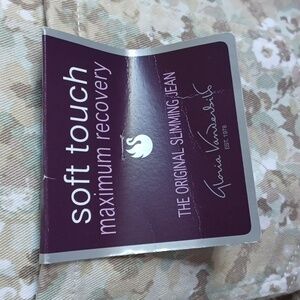 soft touch
maximum recovery
THE ORIGINAL SLIMMING JEAN
Gloria Vanderbilt
EST. 1976